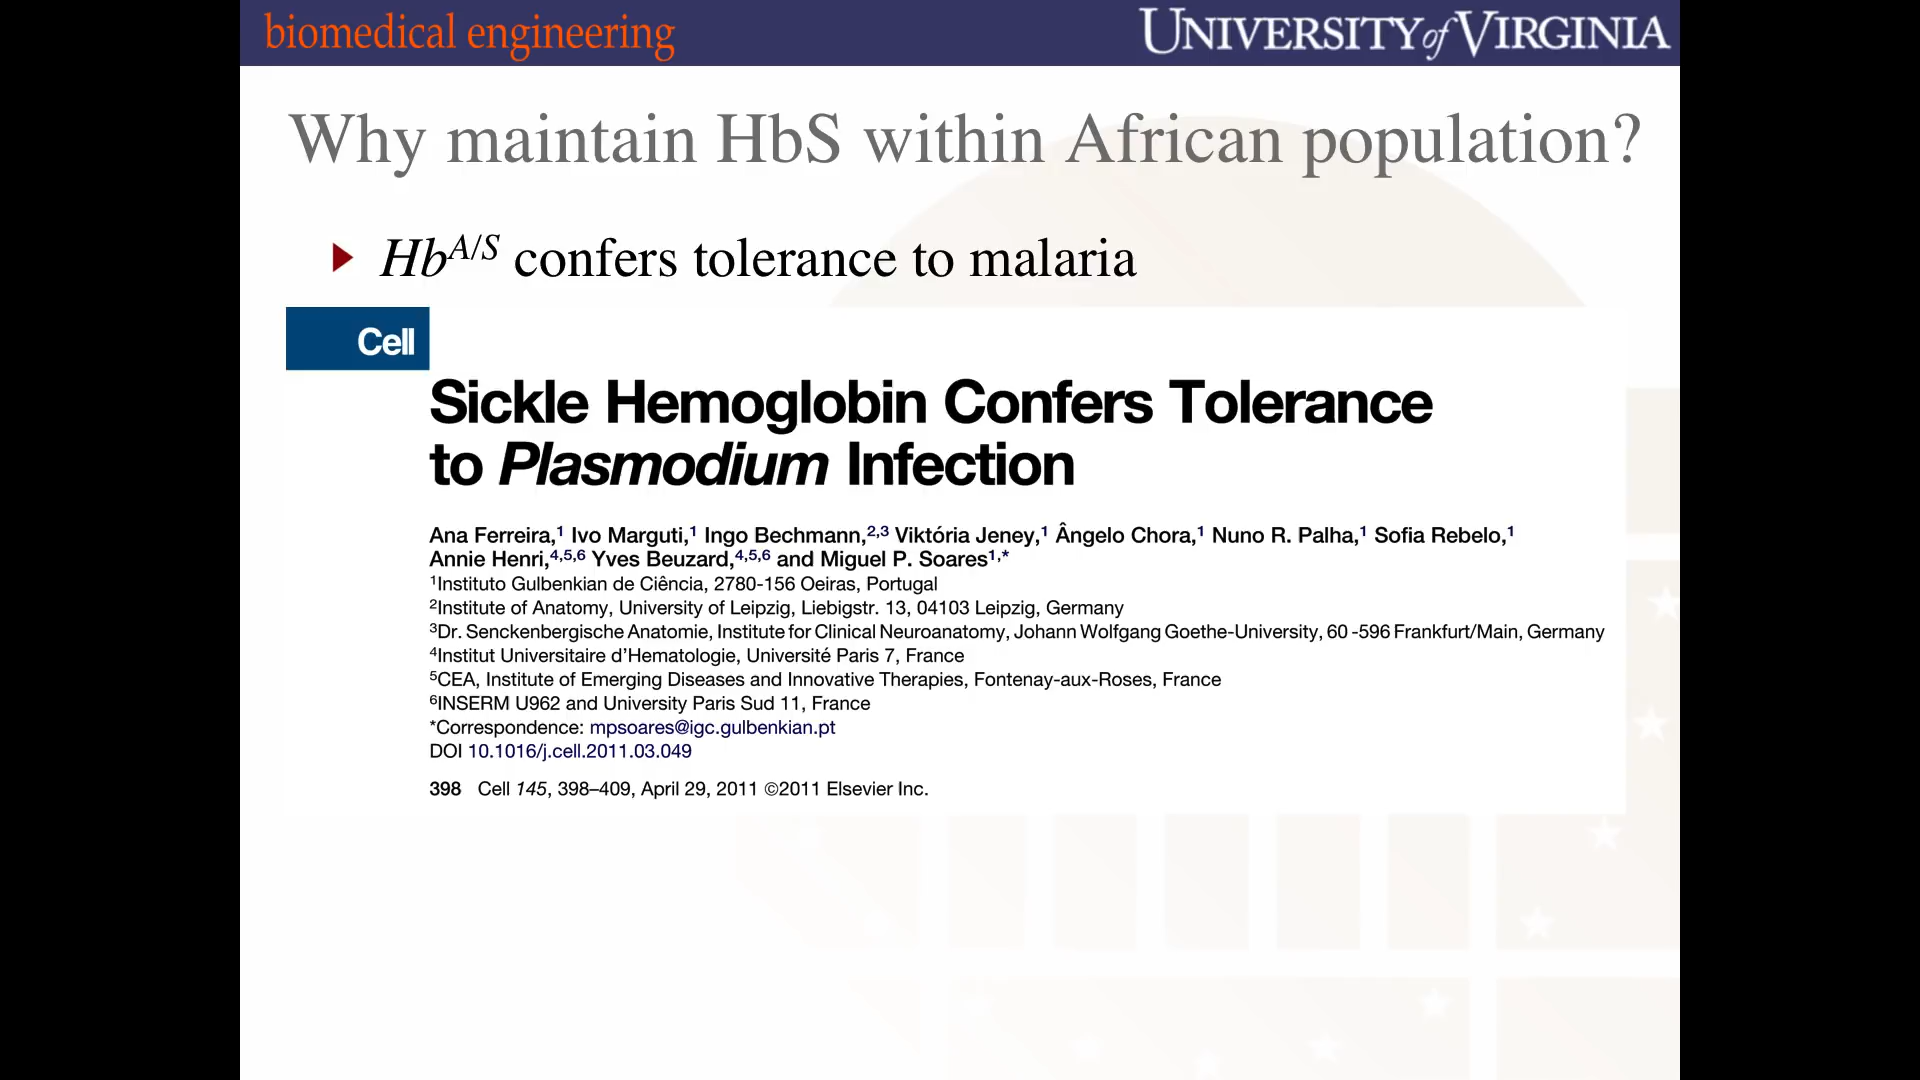 biomedical engineering
UNIVERSITY of VIRGINIA
Why maintain HbS within African population?
Hb^A/S confers tolerance to malaria
Cell
Sickle Hemoglobin Confers Tolerance
to Plasmodium Infection
Ana Ferreira,¹ Ivo Marguti,¹ Ingo Bechmann,²,³ Viktória Jeney,¹ Ângelo Chora,¹ Nuno R. Palha,¹ Sofia Rebelo,¹
Annie Henri,⁴,⁵,⁶ Yves Beuzard,⁴,⁵,⁶ and Miguel P. Soares¹,*
¹Instituto Gulbenkian de Ciência, 2780-156 Oeiras, Portugal
²Institute of Anatomy, University of Leipzig, Liebigstr. 13, 04103 Leipzig, Germany
³Dr. Senckenbergische Anatomie, Institute for Clinical Neuroanatomy, Johann Wolfgang Goethe-University, 60 -596 Frankfurt/Main, Germany
⁴Institut Universitaire d'Hematologie, Université Paris 7, France
⁵CEA, Institute of Emerging Diseases and Innovative Therapies, Fontenay-aux-Roses, France
⁶INSERM U962 and University Paris Sud 11, France
*Correspondence: mpsoares@igc.gulbenkian.pt
DOI 10.1016/j.cell.2011.03.049
398 Cell 145, 398–409, April 29, 2011 ©2011 Elsevier Inc.